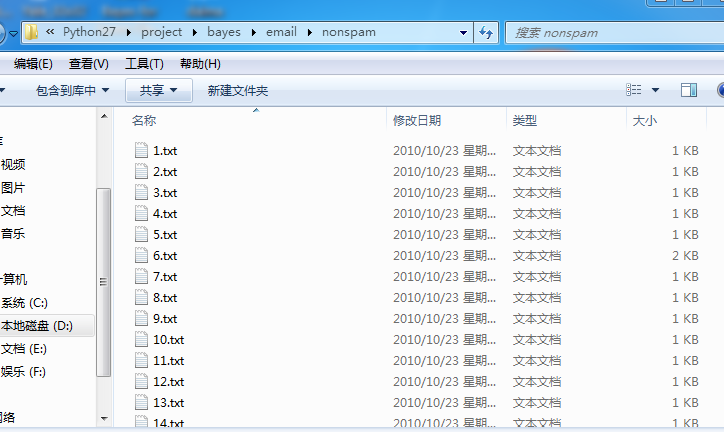 « Python27 project bayes email nonspam 搜索 nonspam
编辑(E) 查看(V) 工具(T) 帮助(H)
包含到库中 共享 新建文件夹
名称 修改日期 类型 大小
库
视频
图片
文档
音乐
计算机
系统 (C:)
本地磁盘 (D:)
文档 (E:)
娱乐 (F:)
网络
1.txt 2010/10/23 星期... 文本文档 1 KB
2.txt 2010/10/23 星期... 文本文档 1 KB
3.txt 2010/10/23 星期... 文本文档 1 KB
4.txt 2010/10/23 星期... 文本文档 1 KB
5.txt 2010/10/23 星期... 文本文档 1 KB
6.txt 2010/10/23 星期... 文本文档 2 KB
7.txt 2010/10/23 星期... 文本文档 1 KB
8.txt 2010/10/23 星期... 文本文档 1 KB
9.txt 2010/10/23 星期... 文本文档 1 KB
10.txt 2010/10/23 星期... 文本文档 1 KB
11.txt 2010/10/23 星期... 文本文档 1 KB
12.txt 2010/10/23 星期... 文本文档 1 KB
13.txt 2010/10/23 星期... 文本文档 1 KB
14.txt 2010/10/23 星期... 文本文档 1 KB